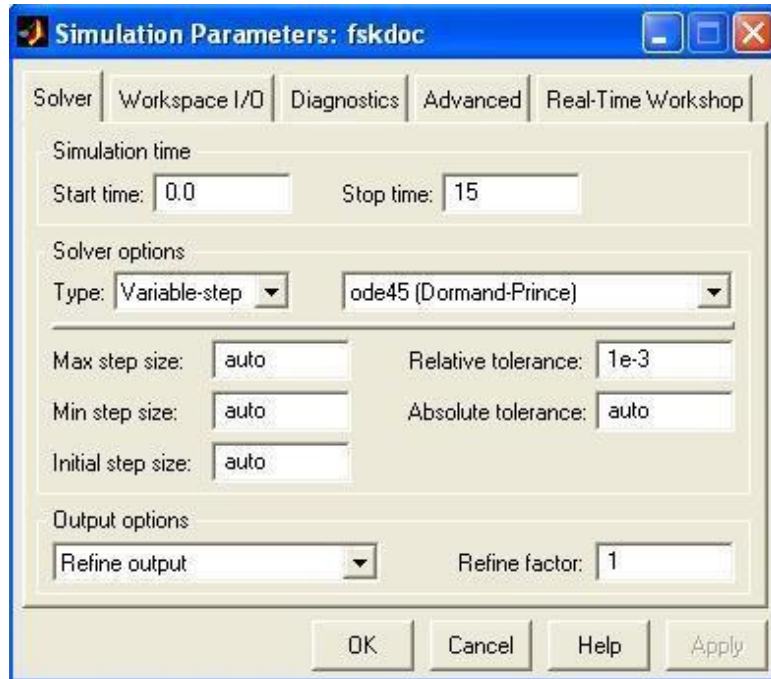 Simulation Parameters: fskdoc
Solver Workspace I/O Diagnostics Advanced Real-Time Workshop
Simulation time
Start time: 0.0 Stop time: 15
Solver options
Type: Variable-step ode45 (Dormand-Prince)
Max step size: auto Relative tolerance: 1e-3
Min step size: auto Absolute tolerance: auto
Initial step size: auto
Output options
Refine output Refine factor: 1
OK Cancel Help Apply